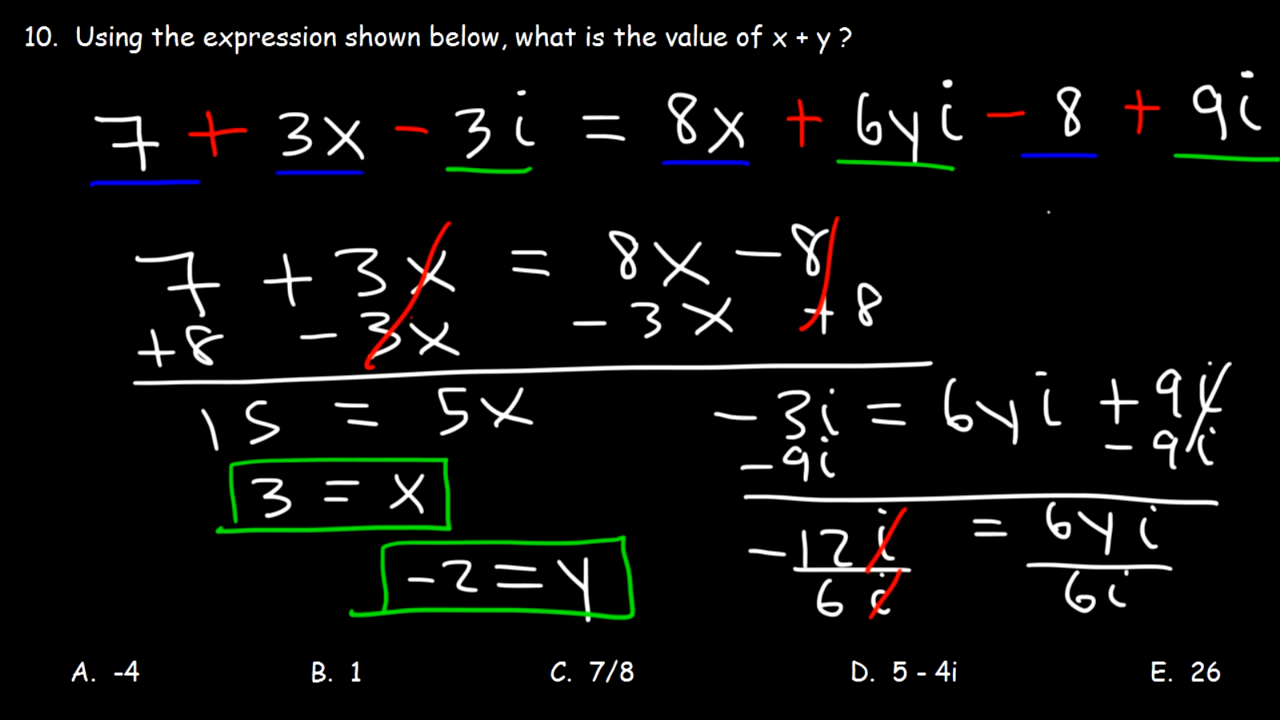 10. Using the expression shown below, what is the value of x + y ?
7 + 3x - 3i = 8x + 6yi - 8 + 9i
7 + 3x = 8x - 8
+8 - 3x - 3x + 8
15 = 5x
- 3i = 6yi + 9i
- 9i - 9i
3 = x
- 12i = 6yi
6i 6i
- 2 = y
A. -4 B. 1 C. 7/8 D. 5 - 4i E. 26